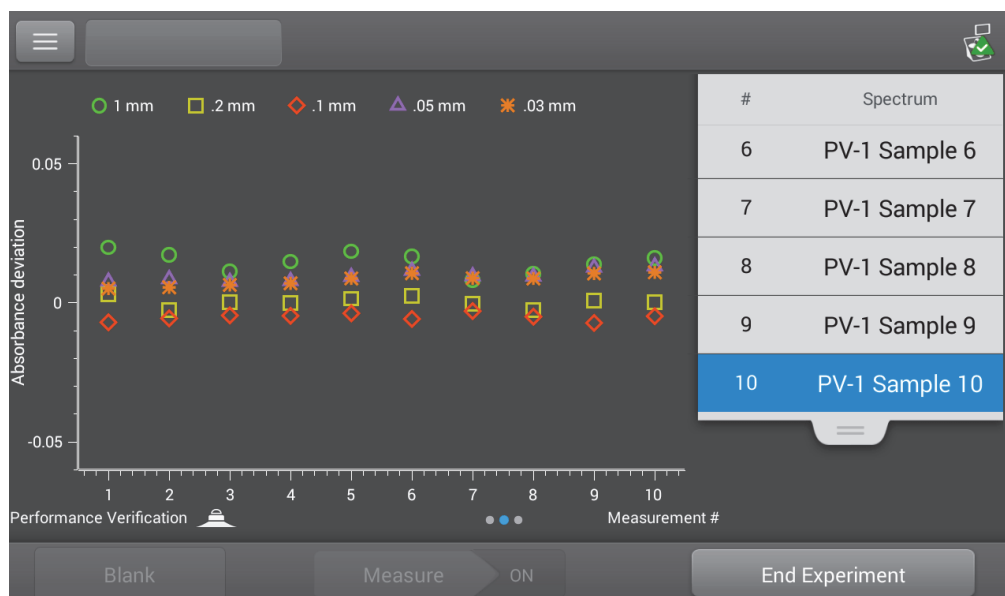 1 mm .2 mm .1 mm .05 mm .03 mm
0.05
0
-0.05
Absorbance deviation
1 2 3 4 5 6 7 8 9 10
Performance Verification Measurement #
# Spectrum
6 PV-1 Sample 6
7 PV-1 Sample 7
8 PV-1 Sample 8
9 PV-1 Sample 9
10 PV-1 Sample 10
Blank Measure ON End Experiment